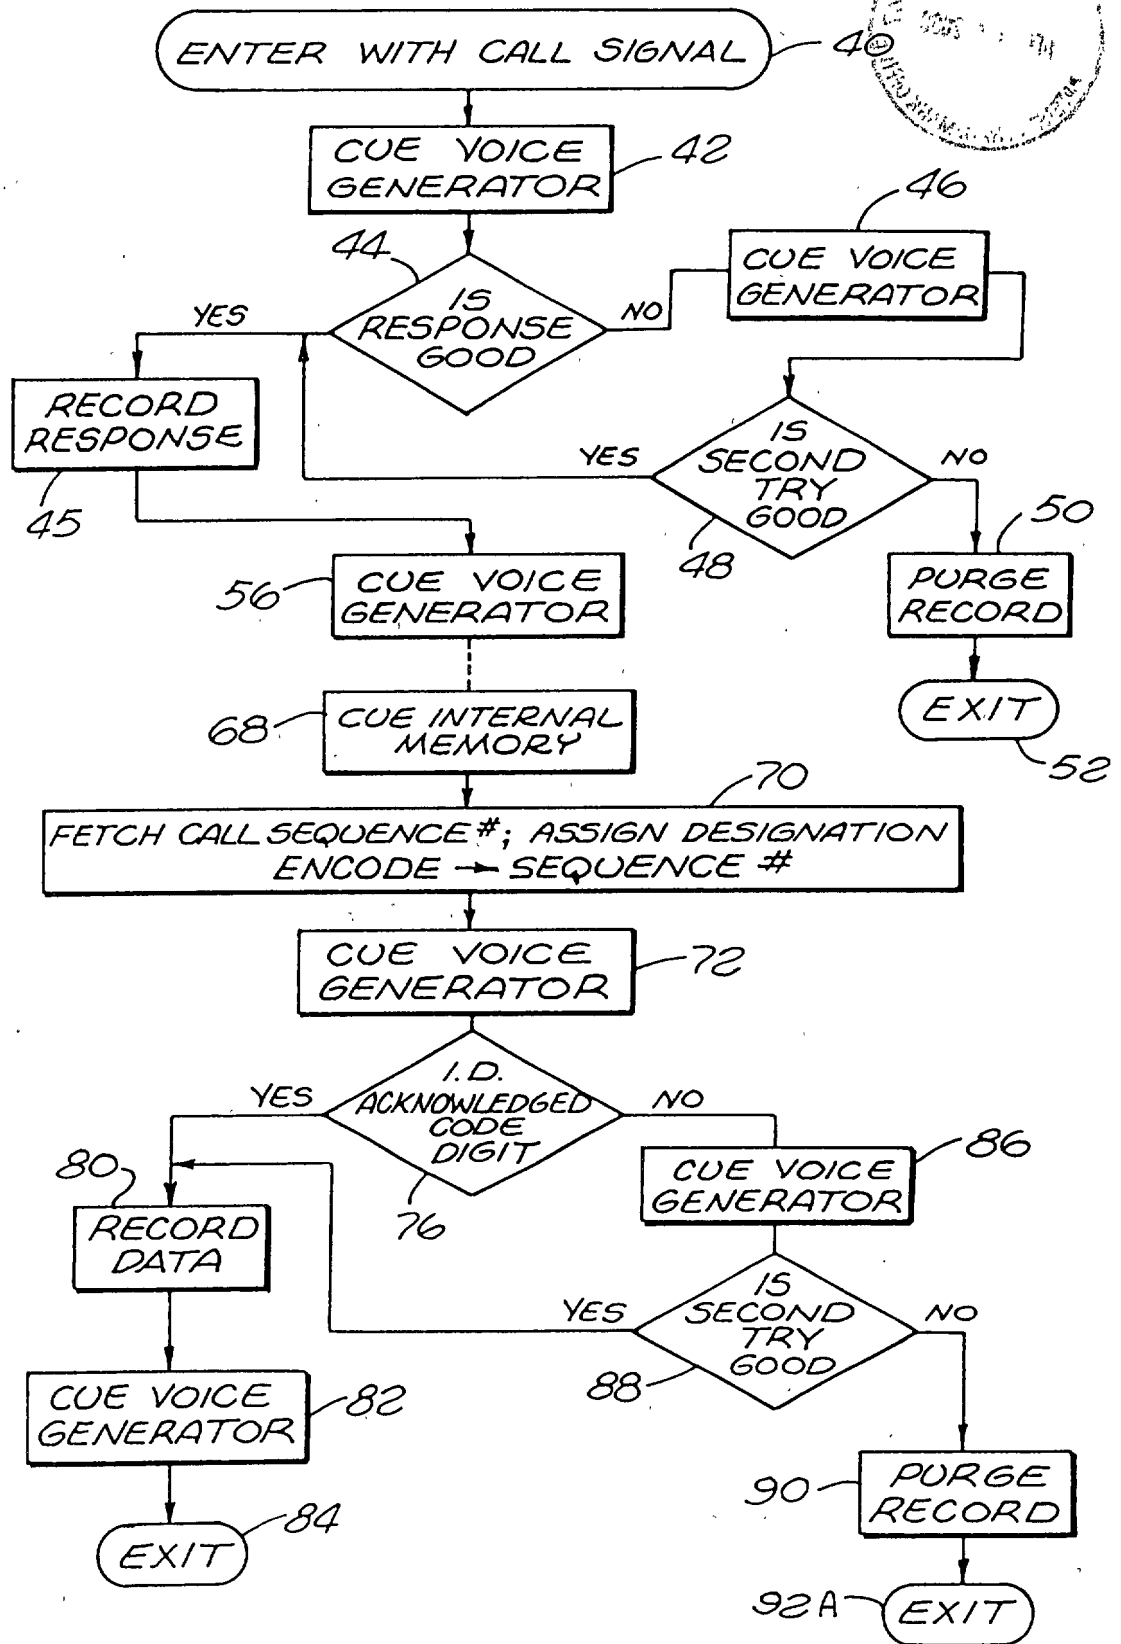 ENTER WITH CALL SIGNAL
40
CUE VOICE
GENERATOR
42
44
IS
RESPONSE
GOOD
YES
NO
46
CUE VOICE
GENERATOR
RECORD
RESPONSE
45
IS
SECOND
TRY
GOOD
YES
NO
48
50
PURGE
RECORD
EXIT
52
56
CUE VOICE
GENERATOR
68
CUE INTERNAL
MEMORY
70
FETCH CALL SEQUENCE #; ASSIGN DESIGNATION
ENCODE → SEQUENCE #
CUE VOICE
GENERATOR
72
I.D.
ACKNOWLEDGED
CODE
DIGIT
YES
NO
76
80
RECORD
DATA
86
CUE VOICE
GENERATOR
IS
SECOND
TRY
GOOD
YES
NO
88
CUE VOICE
GENERATOR
82
EXIT
84
90
PURGE
RECORD
92A
EXIT